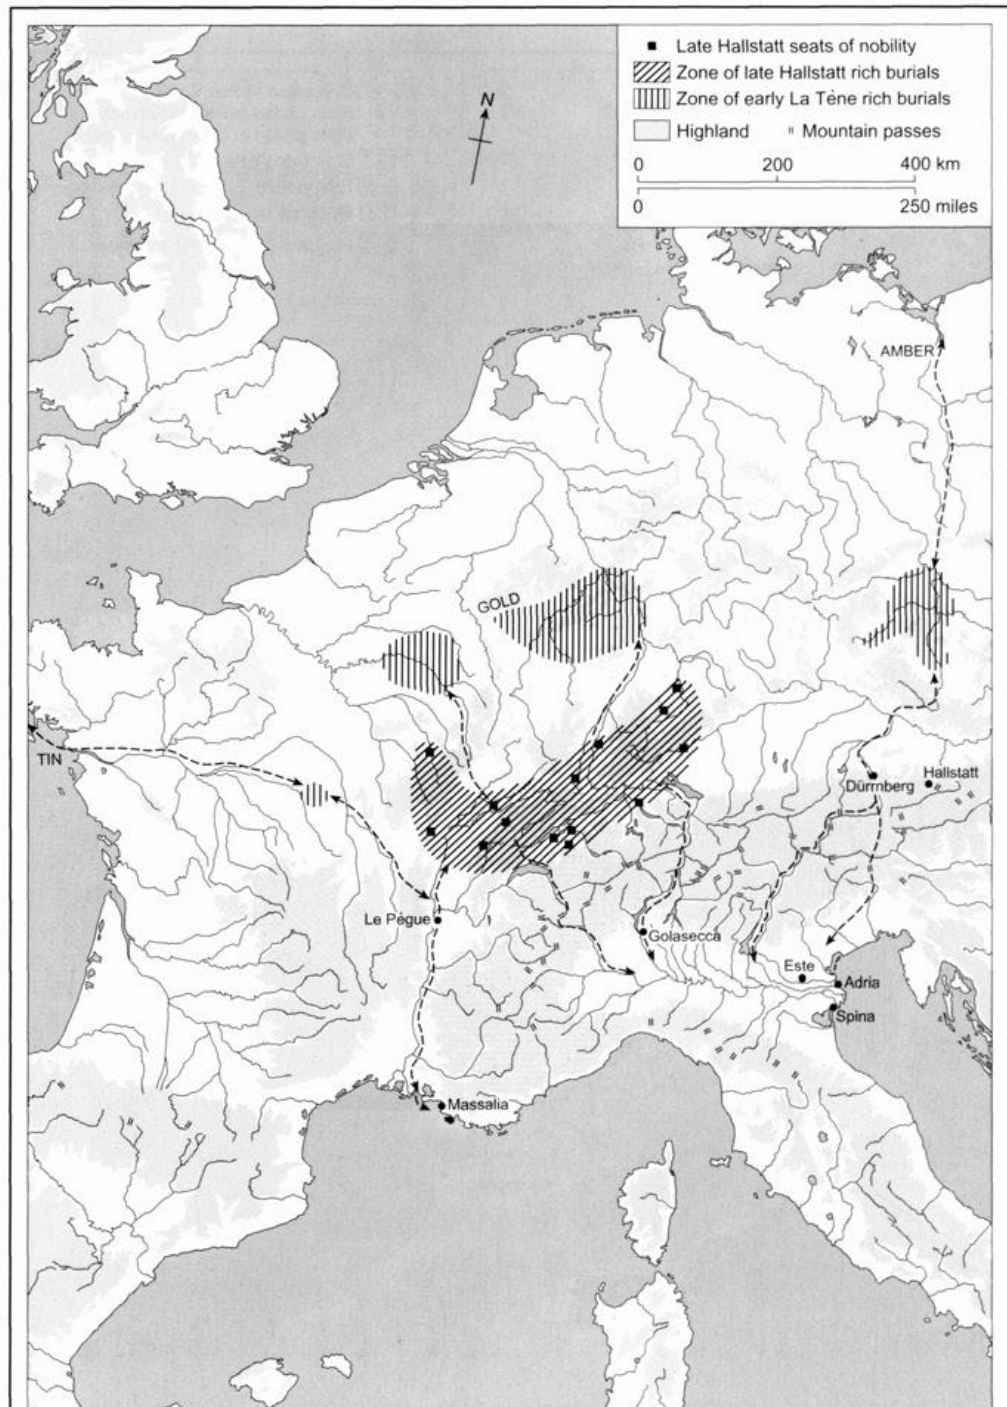 Late Hallstatt seats of nobility
Zone of late Hallstatt rich burials
Zone of early La Tène rich burials
Highland
Mountain passes
0 200 400 km
0 250 miles
N
AMBER
GOLD
TIN
Hallstatt
Dürrnberg
Le Pègue
Golasecca
Este
Adria
Spina
Massalia